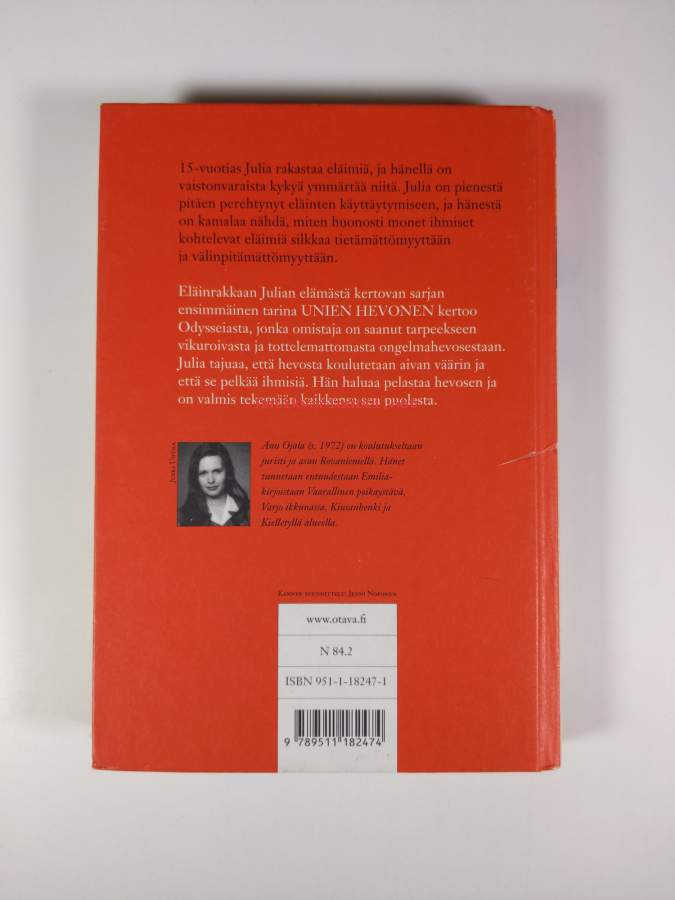 15-vuotias Julia rakastaa eläimiä, ja hänellä on
vaistonvaraista kykyä ymmärtää niitä. Julia on pienestä
pitäen perehtynyt eläinten käyttäytymiseen, ja hänestä
on kamalaa nähdä, miten huonosti monet ihmiset
kohtelevat eläimiä silkkaa tietämättömyyttään
ja välinpitämättömyyttään.
Eläinrakkaan Julian elämästä kertovan sarjan
ensimmäinen tarina UNIEN HEVONEN kertoo
Odysseiasta, jonka omistaja on saanut tarpeekseen
vikuroivasta ja tottelemattomasta ongelmahevosestaan.
Julia tajuaa, että hevosta koulutetaan aivan väärin ja
että se pelkää ihmisiä. Hän haluaa pelastaa hevosen ja
on valmis tekemään kaikkensa sen puolesta.
Anu Ojala (s. 1972) on koulutukseltaan
juristi ja asuu Rovaniemellä. Hänet
tunnetaan entuudestaan Emilia-
kirjoistaan Vaarallinen poikaystävä,
Varjo ikkunassa, Kiusanhenki ja
Kielletyllä alueella.
Kannen suunnittelu: Jenni Noponen
www.otava.fi
N 84.2
ISBN 951-1-18247-1
9 789511 182474